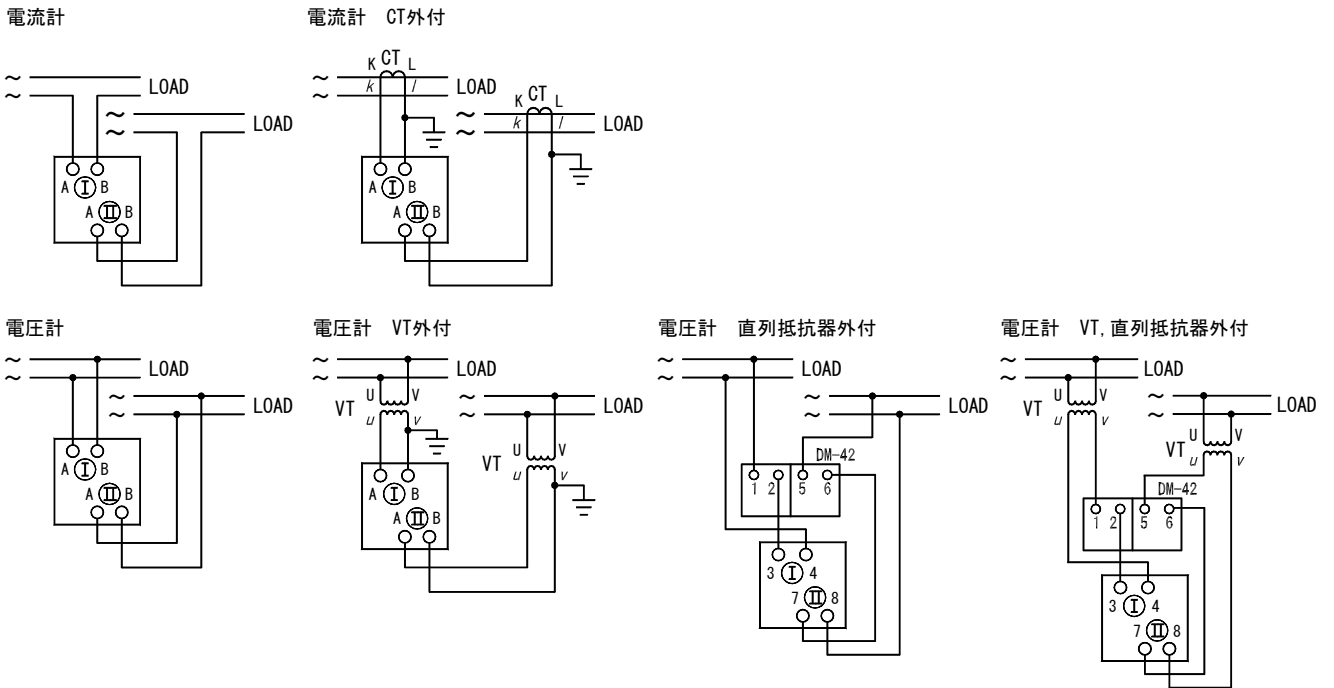 電流計
～
～
LOAD
～
～
LOAD
A Ⅰ B
A Ⅱ B
電流計 CT外付
～
～
K CT L
k l
LOAD
～
～
K CT L
k l
LOAD
A Ⅰ B
A Ⅱ B
電圧計
～
～
LOAD
～
～
LOAD
A Ⅰ B
A Ⅱ B
電圧計 VT外付
～
～
LOAD
U V
VT
u v
～
～
LOAD
U V
VT
u v
A Ⅰ B
A Ⅱ B
電圧計 直列抵抗器外付
～
～
LOAD
～
～
LOAD
DM-42
1 2 5 6
3 Ⅰ 4
7 Ⅱ 8
電圧計 VT,直列抵抗器外付
～
～
LOAD
U V
VT
u v
～
～
LOAD
U V
VT
u v
DM-42
1 2 5 6
3 Ⅰ 4
7 Ⅱ 8